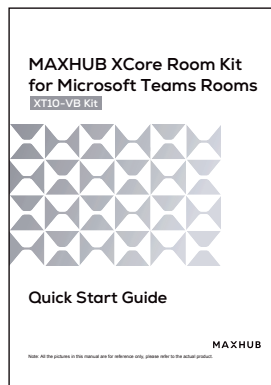 MAXHUB XCore Room Kit
for Microsoft Teams Rooms
XT10-VB Kit
Quick Start Guide
MAXHUB
Note: All the pictures in this manual are for reference only, please refer to the actual product.